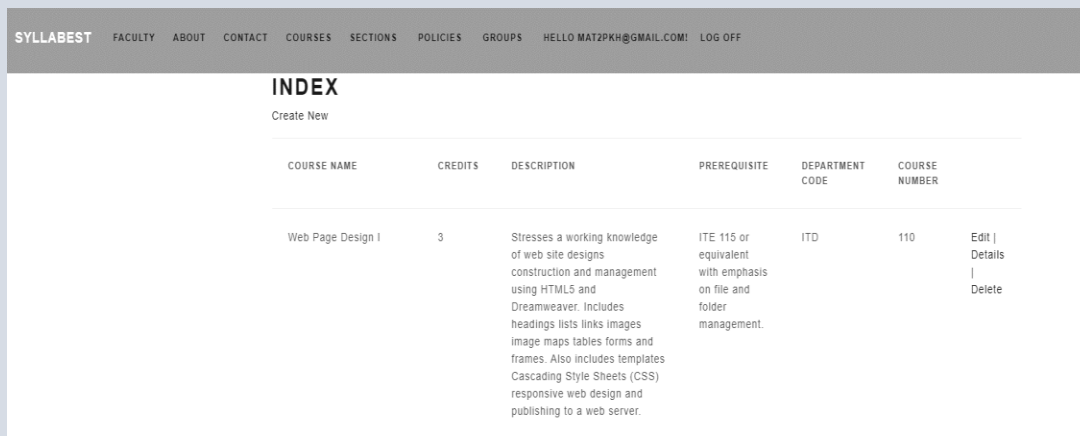 SYLLABEST FACULTY ABOUT CONTACT COURSES SECTIONS POLICIES GROUPS HELLO MAT2PKH@GMAIL.COM! LOG OFF
INDEX
Create New
COURSE NAME CREDITS DESCRIPTION PREREQUISITE DEPARTMENT CODE COURSE NUMBER
Web Page Design I
3
Stresses a working knowledge
of web site designs
construction and management
using HTML5 and
Dreamweaver. Includes
headings lists links images
image maps tables forms and
frames. Also includes templates
Cascading Style Sheets (CSS)
responsive web design and
publishing to a web server.
ITE 115 or
equivalent
with emphasis
on file and
folder
management.
ITD
110
Edit |
Details
|
Delete